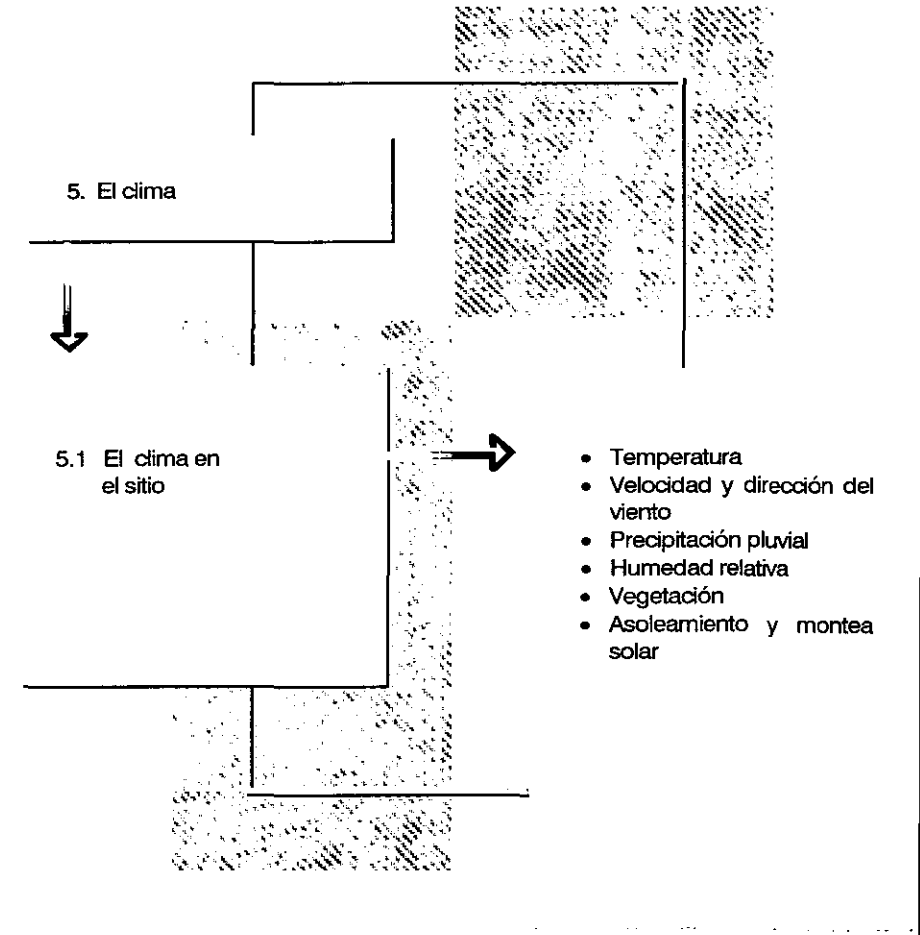 5. El clima
5.1 El clima en
el sitio
• Temperatura
• Velocidad y dirección del
viento
• Precipitación pluvial
• Humedad relativa
• Vegetación
• Asoleamiento y montea
solar